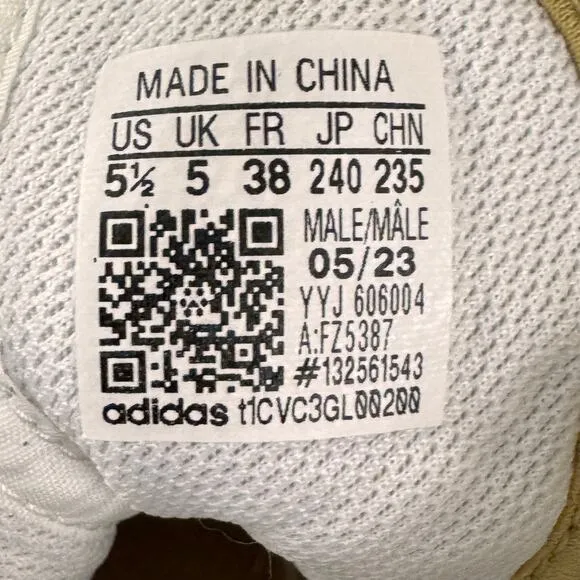 MADE IN CHINA
US UK FR JP CHN
5½ 5 38 240 235
MALE/MÂLE
05/23
YYJ 606004
A:FZ5387
#132561543
adidas t1CVC3GL00200